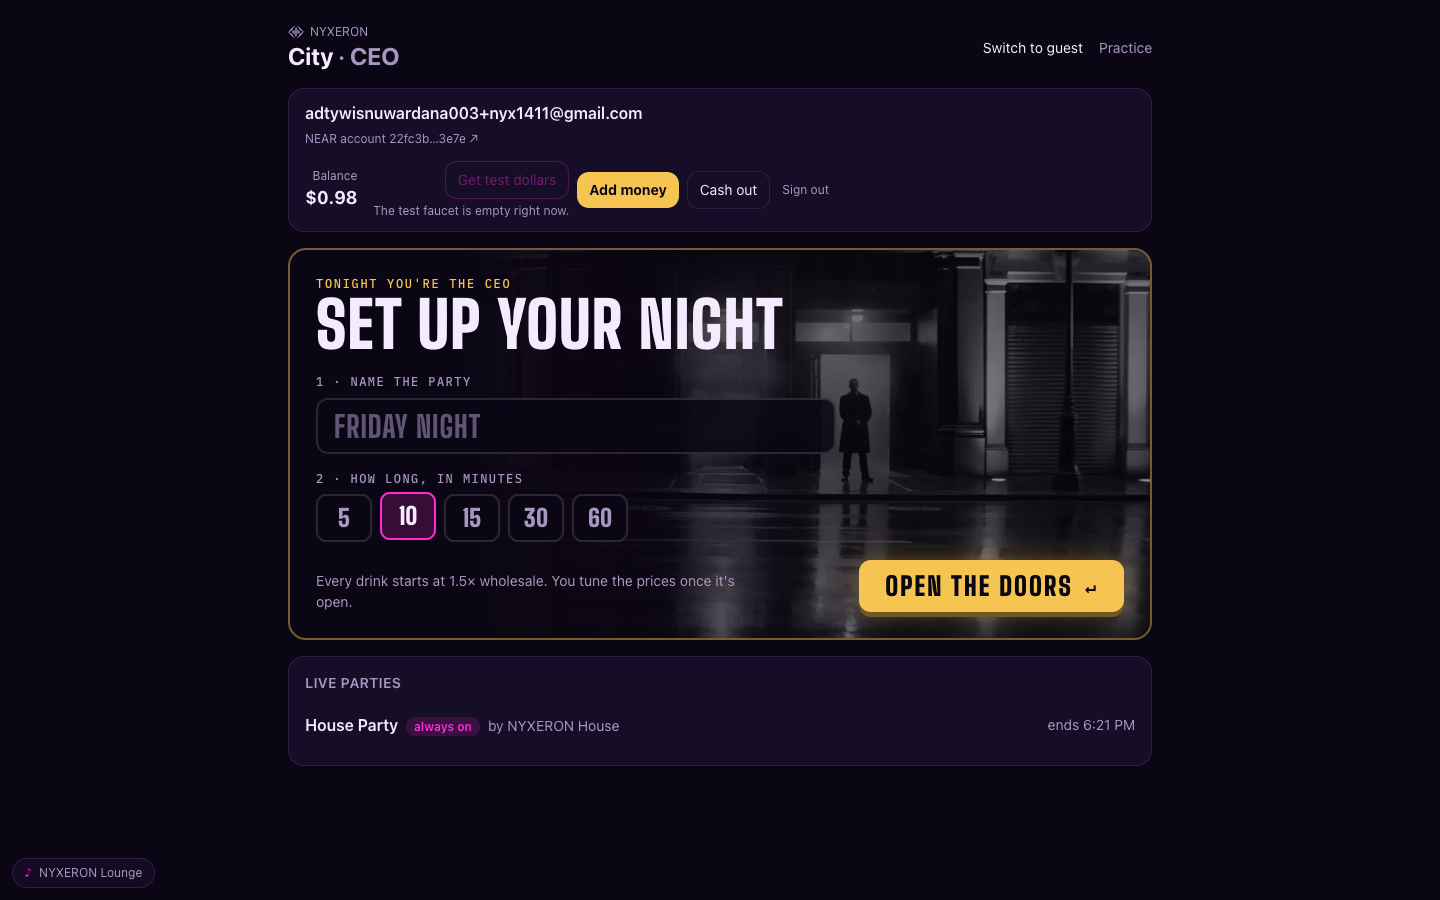 NYXERON
City · CEO
Switch to guest
Practice
adtywisnuwardana003+nyx1411@gmail.com
NEAR account 22fc3b…3e7e ↗
Balance
$0.98
Get test dollars
The test faucet is empty right now.
Add money
Cash out
Sign out
TONIGHT YOU'RE THE CEO
SET UP YOUR NIGHT
1 · NAME THE PARTY
FRIDAY NIGHT
2 · HOW LONG, IN MINUTES
5 10 15 30 60
Every drink starts at 1.5× wholesale. You tune the prices once it's
open.
OPEN THE DOORS ↵
LIVE PARTIES
House Party always on by NYXERON House
ends 6:21 PM
♪ NYXERON Lounge